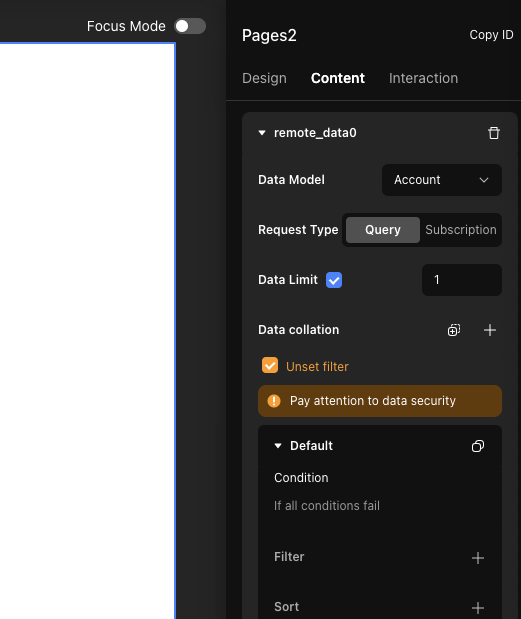 Focus Mode
Pages2
Copy ID
Design Content Interaction
remote_data0
Data Model Account
Request Type Query Subscription
Data Limit 1
Data collation
Unset filter
Pay attention to data security
Default
Condition
If all conditions fail
Filter
Sort